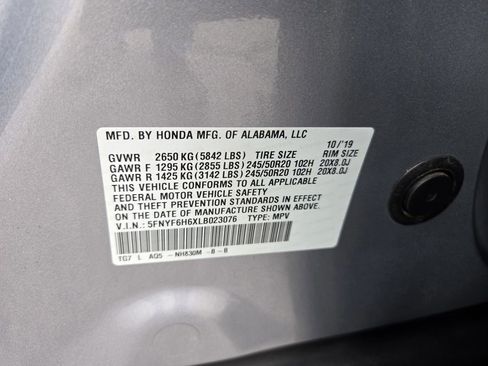 MFD. BY HONDA MFG. OF ALABAMA, LLC
10/'19
GVWR 2650 KG (5842 LBS) TIRE SIZE RIM SIZE
GAWR F 1295 KG (2855 LBS) 245/50R20 102H 20X8.0J
GAWR R 1425 KG (3142 LBS) 245/50R20 102H 20X8.0J
THIS VEHICLE CONFORMS TO ALL APPLICABLE
FEDERAL MOTOR VEHICLE SAFETY AND THEFT
PREVENTION STANDARDS IN EFFECT ON THE
DATE OF MANUFACTURE SHOWN ABOVE.
V.I.N.: 5FNYF6H6XLB023076 TYPE: MPV
TG7 L AQ5 -NH830M -B -B